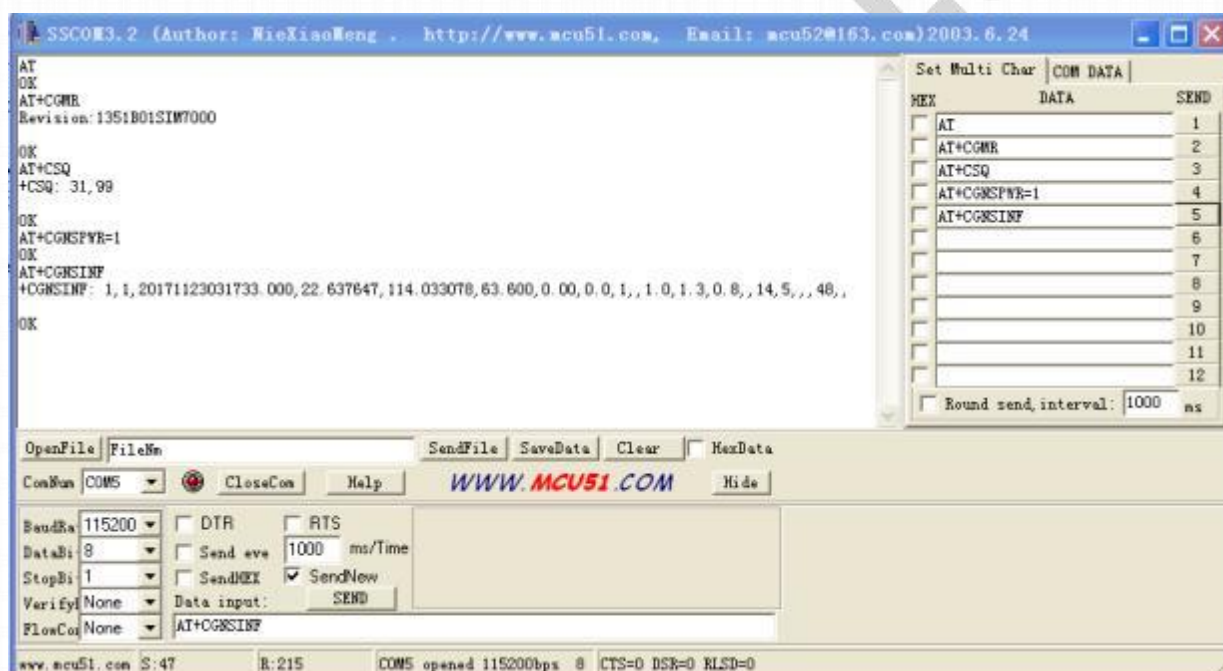 SSCOM3.2 (Author: NieXiaoMeng . http://www.mcu51.com, Email: mcu52@163.com)2003.6.24
AT
OK
AT+CGMR
Revision:1351B01SIM7000
OK
AT+CSQ
+CSQ: 31,99
OK
AT+CGNSPWR=1
OK
AT+CGNSINF
+CGNSINF: 1,1,20171123031733.000,22.637647,114.033078,63.600,0.00,0.0,1,,1.0,1.3,0.8,,14,5,,,48,,
OK
Set Multi Char COM DATA
HEX DATA SEND
AT 1
AT+CGMR 2
AT+CSQ 3
AT+CGNSPWR=1 4
AT+CGNSINF 5
6
7
8
9
10
11
12
Round send,interval: 1000 ms
OpenFile FileNm SendFile SaveData Clear HexData
ComNum COM5 CloseCom Help WWW.MCU51.COM Hide
BaudRa 115200 DTR RTS
DataBi 8 Send eve 1000 ms/Time
StopBi 1 SendHEX SendNew
VerifyB None Data input: SEND
FlowCon None AT+CGNSINF
www.mcu51.com S:47 R:215 COM5 opened 115200bps 8 CTS=0 DSR=0 RLSD=0